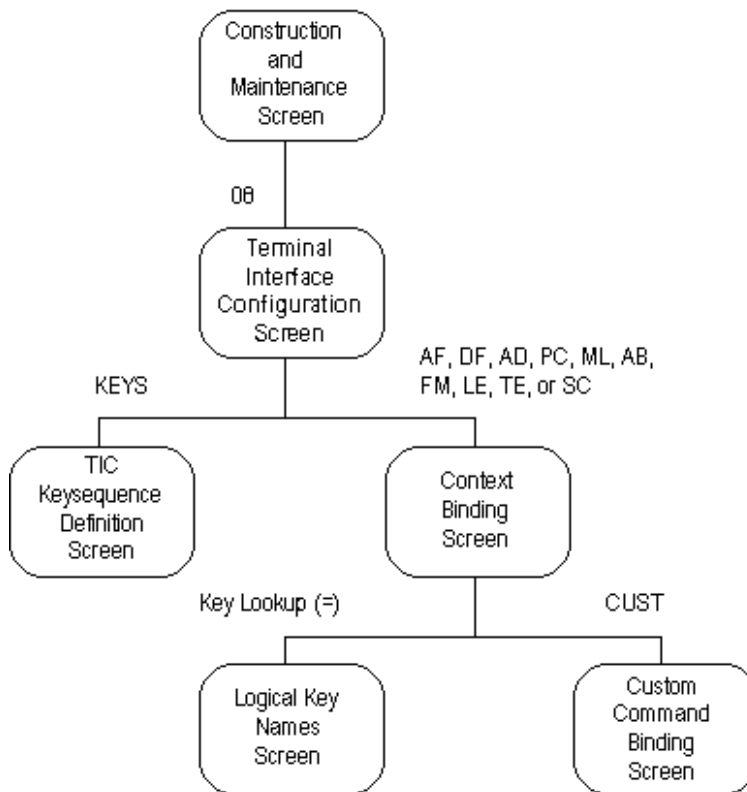 Construction
and
Maintenance
Screen
08
Terminal
Interface
Configuration
Screen
KEYS
AF, DF, AD, PC, ML, AB,
FM, LE, TE, or SC
TIC
Keysequence
Definition
Screen
Context
Binding
Screen
Key Lookup (=)
CUST
Logical Key
Names
Screen
Custom
Command
Binding
Screen